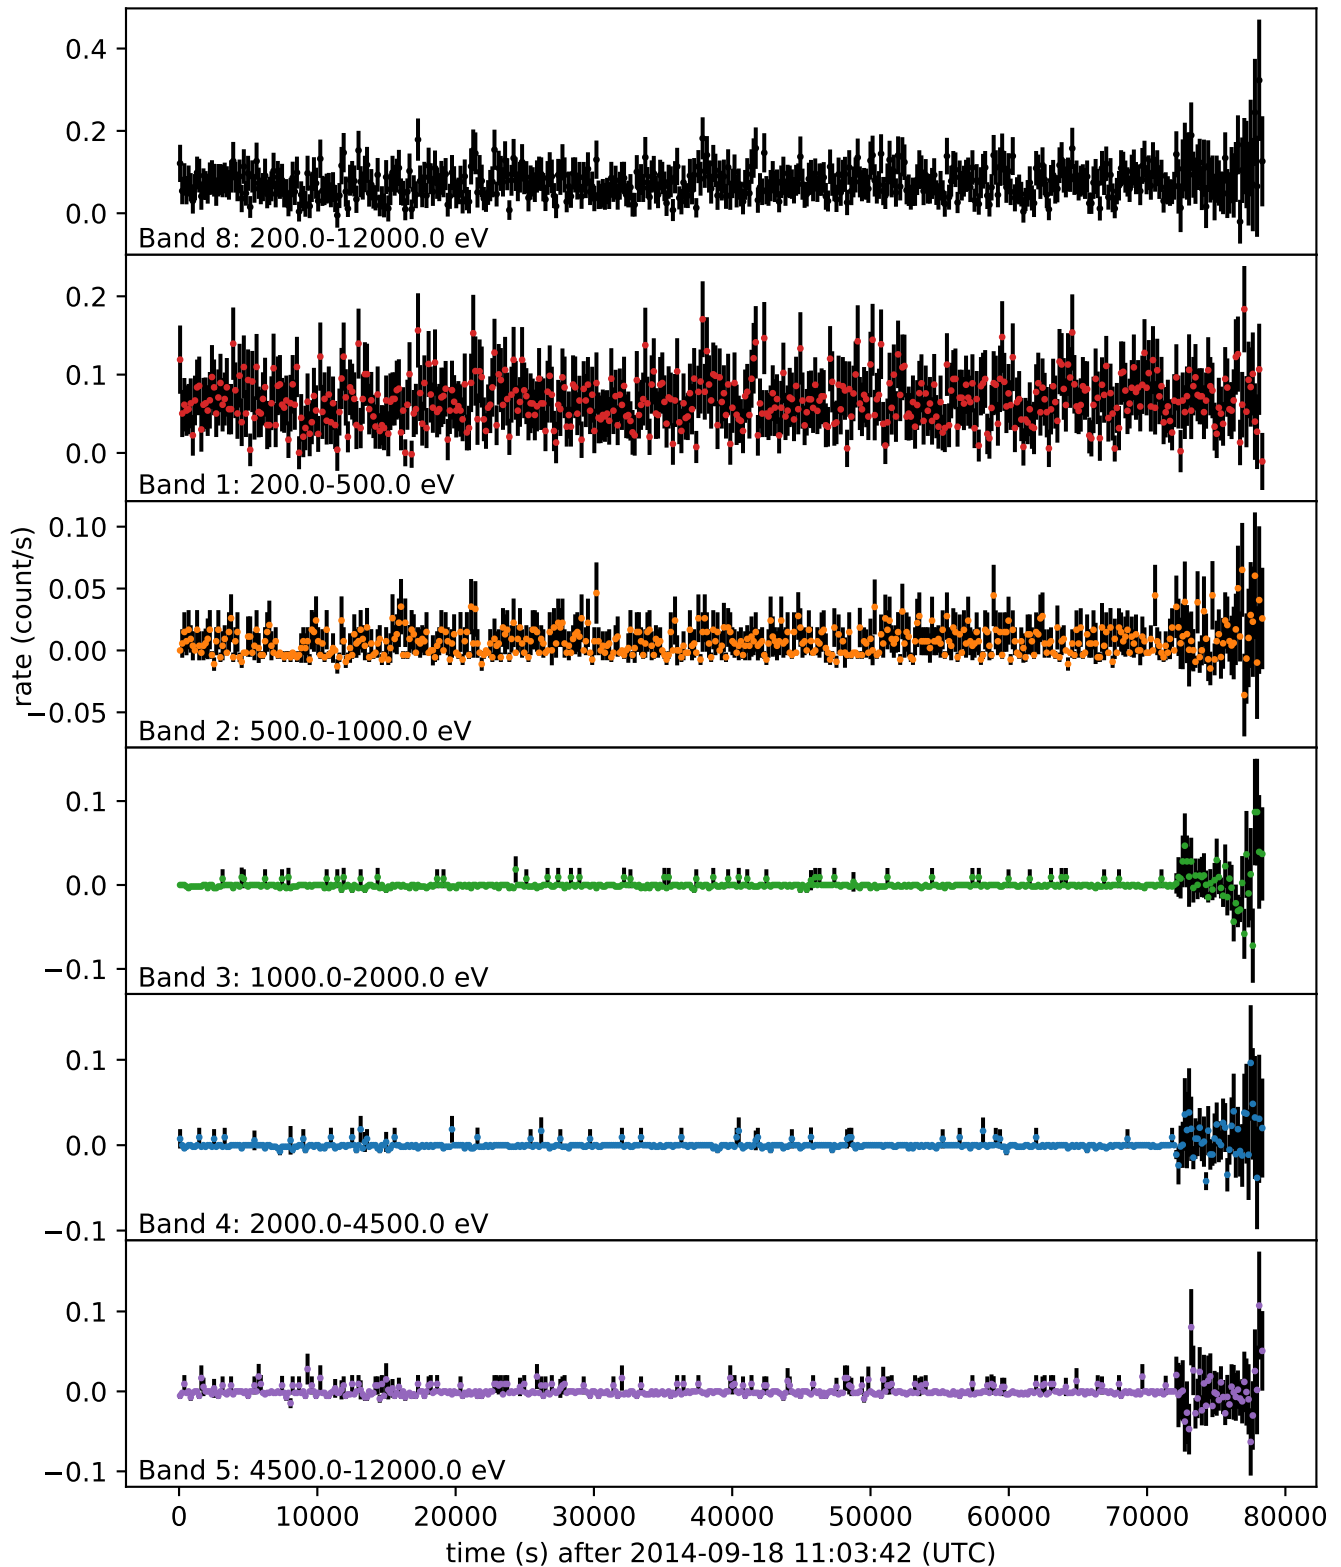 0.4
0.2
0.0
Band 8: 200.0-12000.0 eV
0.2
0.1
0.0
Band 1: 200.0-500.0 eV
rate (count/s)
0.10
0.05
0.00
−0.05
Band 2: 500.0-1000.0 eV
0.1
0.0
−0.1
Band 3: 1000.0-2000.0 eV
0.1
0.0
−0.1
Band 4: 2000.0-4500.0 eV
0.1
0.0
−0.1
Band 5: 4500.0-12000.0 eV
0 10000 20000 30000 40000 50000 60000 70000 80000
time (s) after 2014-09-18 11:03:42 (UTC)